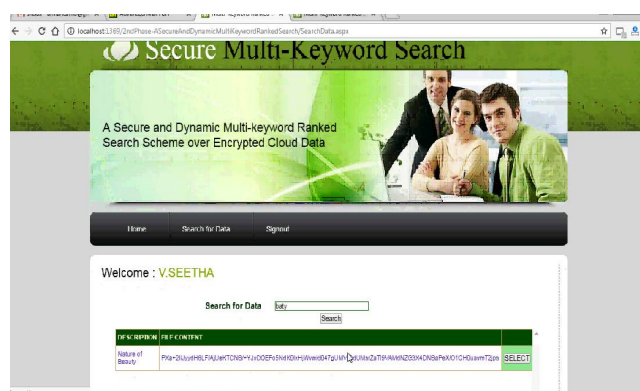 localhost:1369/2ndPhase-ASecureAndDynamicMultiKeywordRankedSearch/SearchData.aspx
Secure Multi-Keyword Search
A Secure and Dynamic Multi-keyword Ranked
Search Scheme over Encrypted Cloud Data
Home Search for Data Signout
Welcome : V.SEETHA
Search for Data baty
Search
DESCRIPTION FILE CONTENT
Nature of
Beauty
SELECT